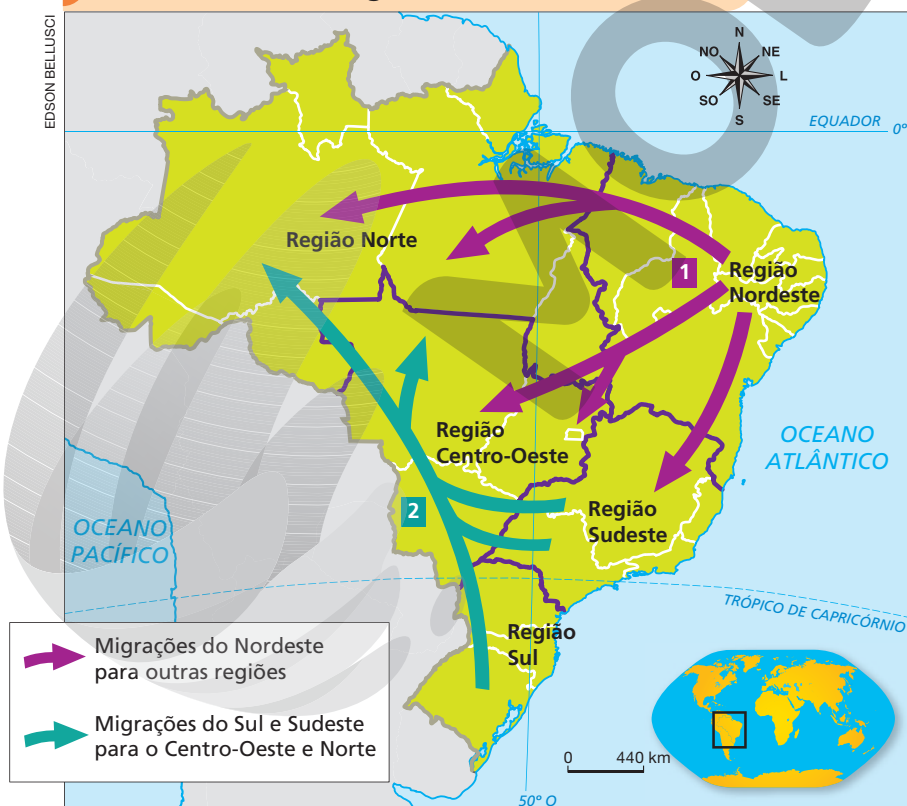 EDSON BELLUSCI
N
NO
NE
O
L
SO
SE
S
EQUADOR
0º
Região Norte
1
Região
Nordeste
Região
Centro-Oeste
OCEANO
ATLÂNTICO
2
Região
Sudeste
OCEANO
PACÍFICO
TRÓPICO DE CAPRICÓRNIO
Região
Sul
Migrações do Nordeste
para outras regiões
Migrações do Sul e Sudeste
para o Centro-Oeste e Norte
0
440 km
50º O